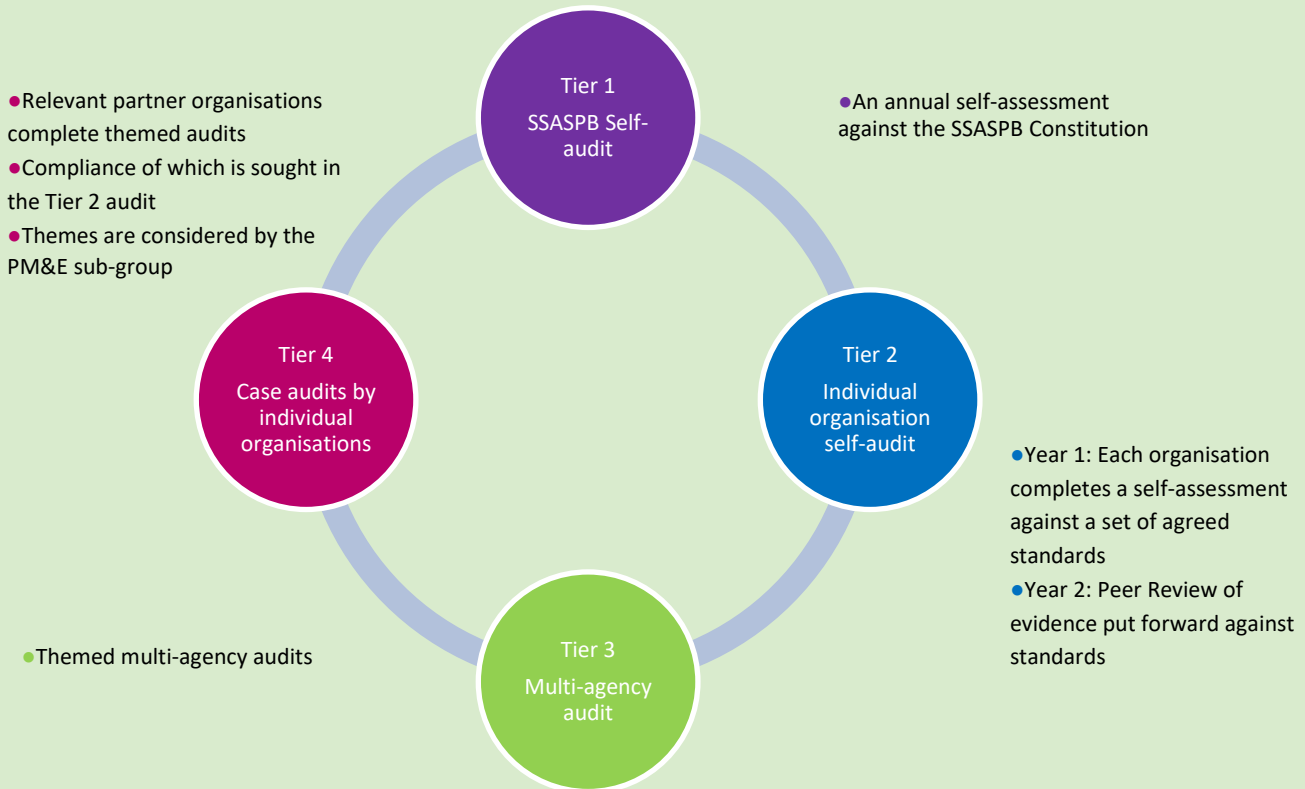 Tier 1
SSASPB Self-
audit
●An annual self-assessment
against the SSASPB Constitution
Tier 2
Individual
organisation
self-audit
●Year 1: Each organisation
completes a self-assessment
against a set of agreed
standards
●Year 2: Peer Review of
evidence put forward against
standards
Tier 3
Multi-agency
audit
●Themed multi-agency audits
Tier 4
Case audits by
individual
organisations
●Relevant partner organisations
complete themed audits
●Compliance of which is sought in
the Tier 2 audit
●Themes are considered by the
PM&E sub-group